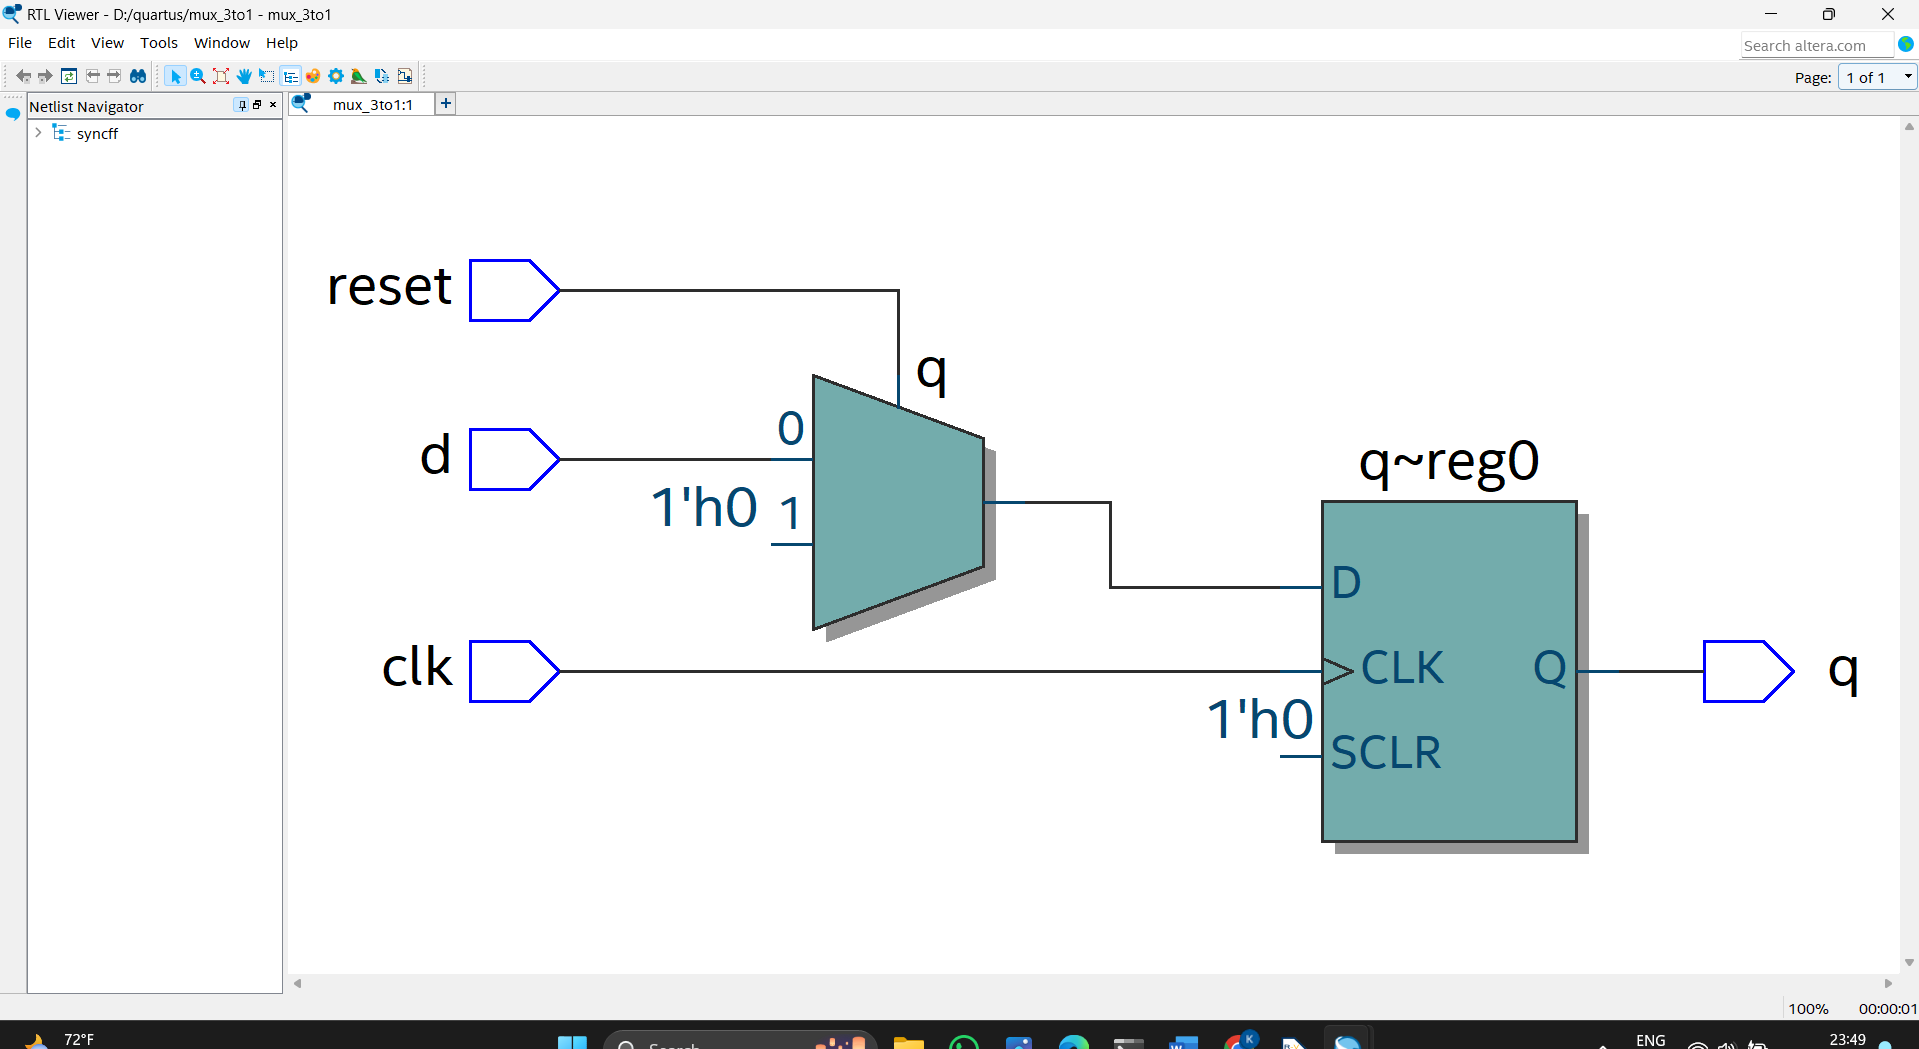 RTL Viewer - D:/quartus/mux_3to1 - mux_3to1
File Edit View Tools Window Help
Search altera.com
Page: 1 of 1
Netlist Navigator
mux_3to1:1
syncff
reset
q
0
d
1'h0 1
q~reg0
D
clk
CLK
Q
q
1'h0
SCLR
100% 00:00:01
72°F
Search
K
ENG
23:49